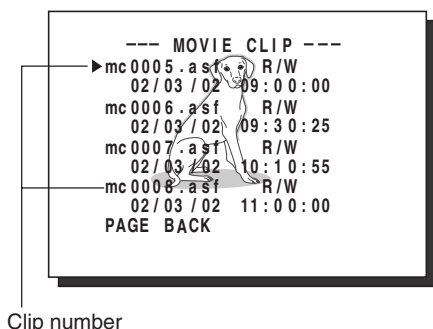 --- MOVIE CLIP ---
mc0005.asf R/W
02/03/02 09:00:00
mc0006.asf R/W
02/03/02 09:30:25
mc0007.asf R/W
02/03/02 10:10:55
mc0008.asf R/W
02/03/02 11:00:00
PAGE BACK
Clip number